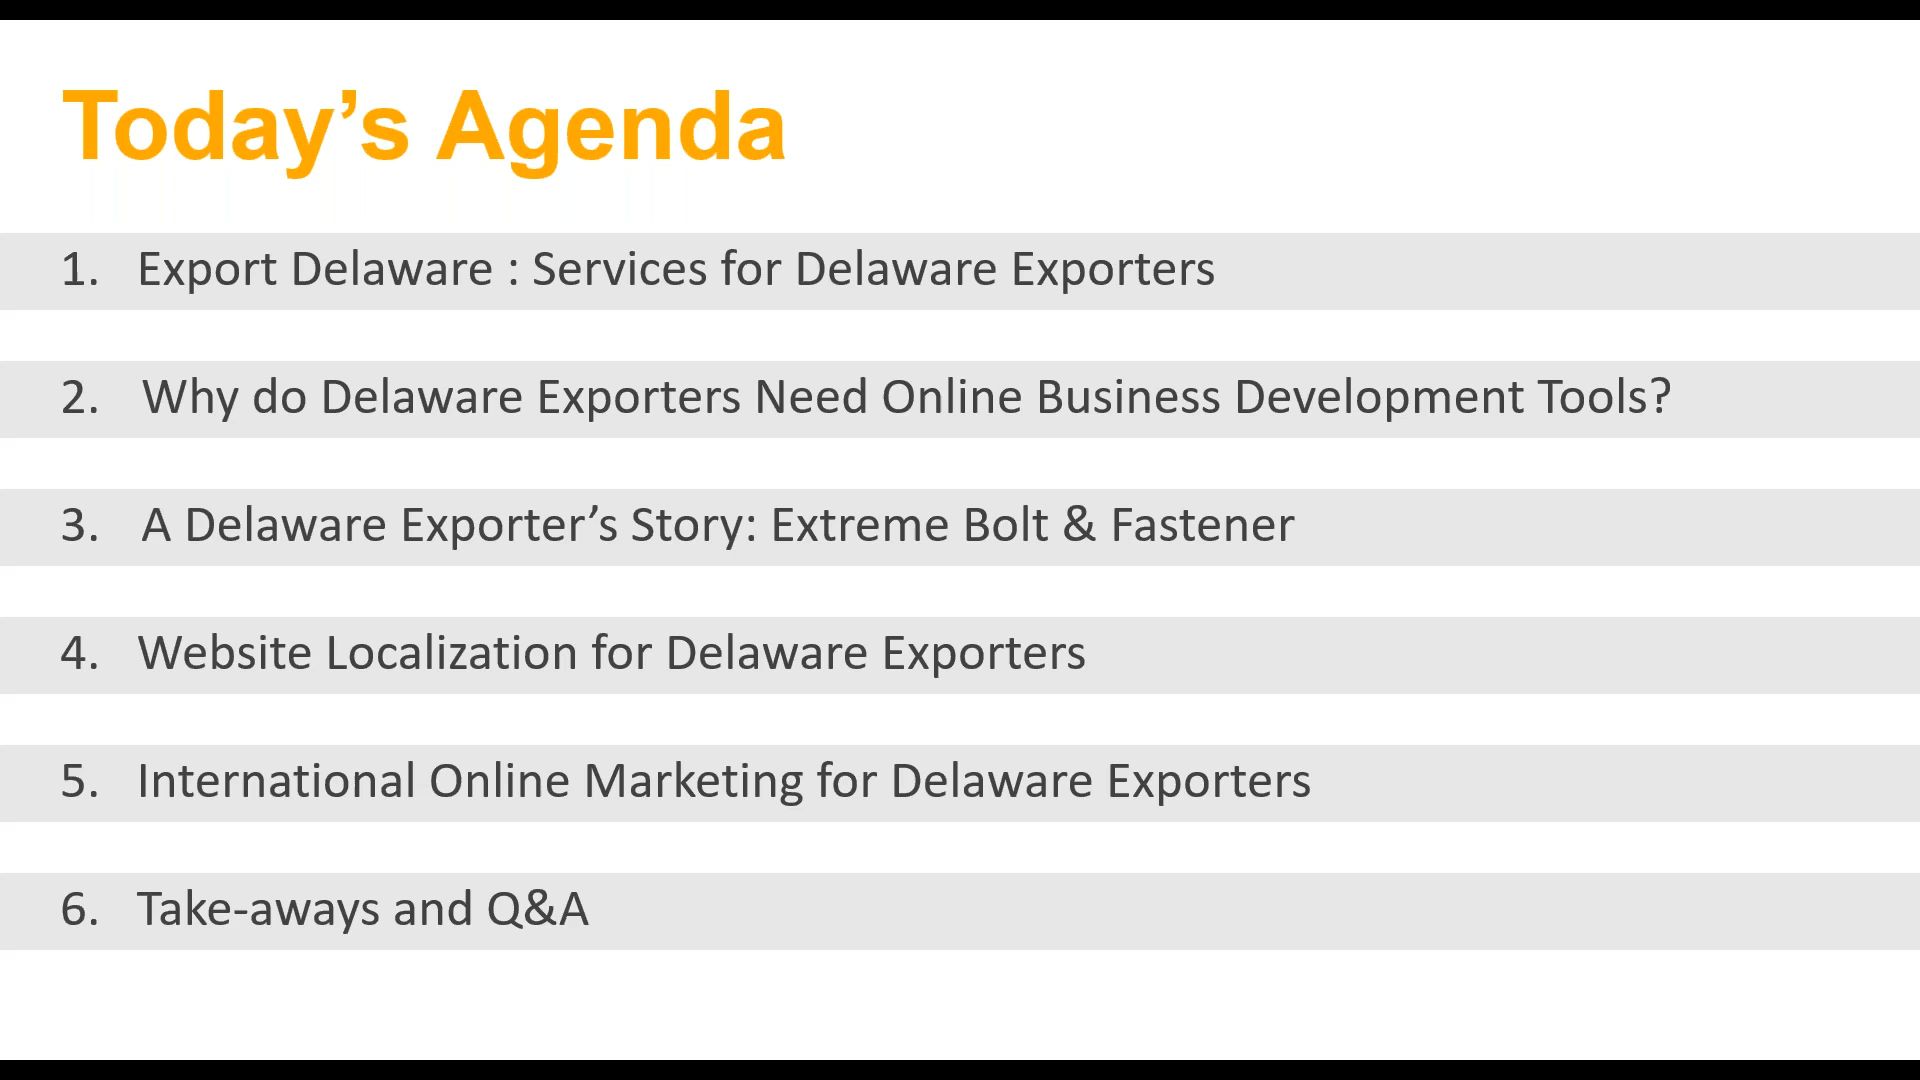 Today’s Agenda
1. Export Delaware : Services for Delaware Exporters
2. Why do Delaware Exporters Need Online Business Development Tools?
3. A Delaware Exporter’s Story: Extreme Bolt & Fastener
4. Website Localization for Delaware Exporters
5. International Online Marketing for Delaware Exporters
6. Take-aways and Q&A